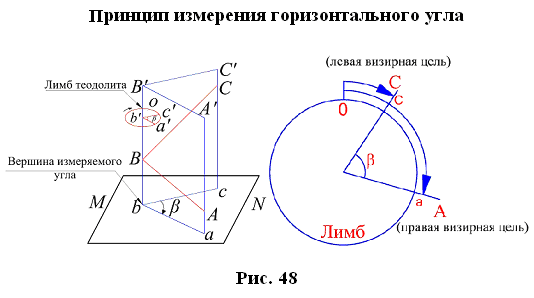 Принцип измерения горизонтального угла
Лимб теодолита
B'
C'
C
o
A'
b'
β
c'
a'
Вершина измеряемого
угла
B
M
b
β
c
A
a
N
(левая визирная цель)
C
0
c
β
a
A
(правая визирная цель)
Лимб
Рис. 48